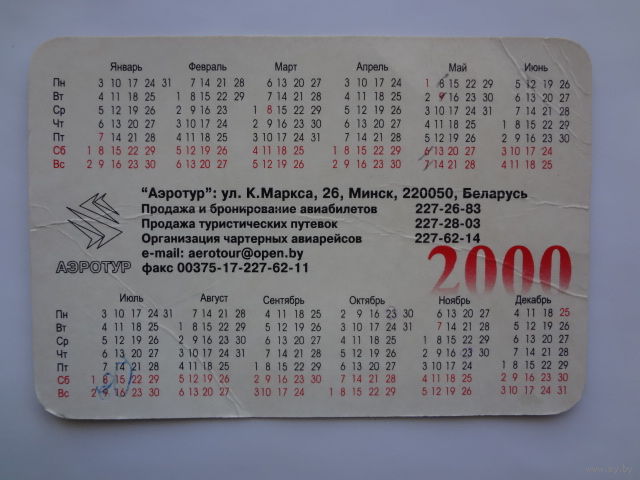 Январь Февраль Март Апрель Май Июнь
Пн 3 10 17 24 31 7 14 21 28 6 13 20 27 3 10 17 24 1 8 15 22 29 5 12 19 26
Вт 4 11 18 25 1 8 15 22 29 7 14 21 28 4 11 18 25 2 9 16 23 30 6 13 20 27
Ср 5 12 19 26 2 9 16 23 1 8 15 22 29 5 12 19 26 3 10 17 24 31 7 14 21 28
Чт 6 13 20 27 3 10 17 24 2 9 16 23 30 6 13 20 27 4 11 18 25 1 8 15 22 29
Пт 7 14 21 28 4 11 18 25 3 10 17 24 31 7 14 21 28 5 12 19 26 2 9 16 23 30
Сб 1 8 15 22 29 5 12 19 26 4 11 18 25 1 8 15 22 29 6 13 20 27 3 10 17 24
Вс 2 9 16 23 30 6 13 20 27 5 12 19 26 2 9 16 23 30 7 14 21 28 4 11 18 25
"Аэротур": ул. К.Маркса, 26, Минск, 220050, Беларусь
Продажа и бронирование авиабилетов 227-26-83
Продажа туристических путевок 227-28-03
Организация чартерных авиарейсов 227-62-14
e-mail: aerotour@open.by
факс 00375-17-227-62-11
АЭРОТУР
2000
Июль Август Сентябрь Октябрь Ноябрь Декабрь
Пн 3 10 17 24 31 7 14 21 28 4 11 18 25 2 9 16 23 30 6 13 20 27 4 11 18 25
Вт 4 11 18 25 1 8 15 22 29 5 12 19 26 3 10 17 24 31 7 14 21 28 5 12 19 26
Ср 5 12 19 26 2 9 16 23 30 6 13 20 27 4 11 18 25 1 8 15 22 29 6 13 20 27
Чт 6 13 20 27 3 10 17 24 31 7 14 21 28 5 12 19 26 2 9 16 23 30 7 14 21 28
Пт 7 14 21 28 4 11 18 25 1 8 15 22 29 6 13 20 27 3 10 17 24 1 8 15 22 29
Сб 1 8 15 22 29 5 12 19 26 2 9 16 23 30 7 14 21 28 4 11 18 25 2 9 16 23 30
Вс 2 9 16 23 30 6 13 20 27 3 10 17 24 1 8 15 22 29 5 12 19 26 3 10 17 24 31